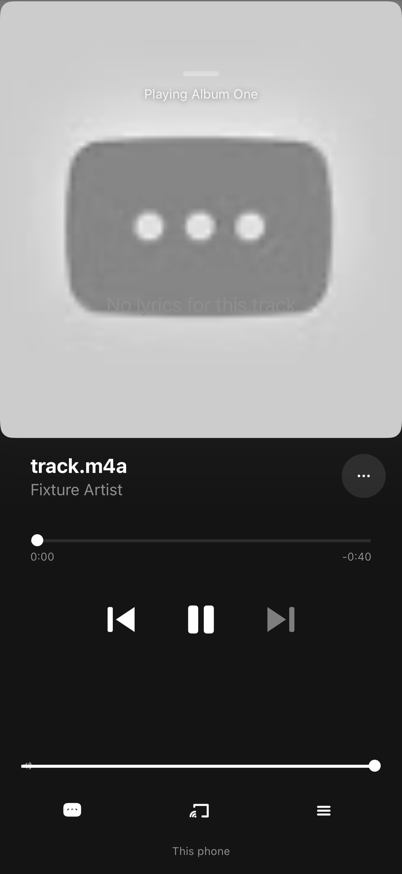 Playing Album One
No lyrics for this track
track.m4a
Fixture Artist
0:00
-0:40
This phone